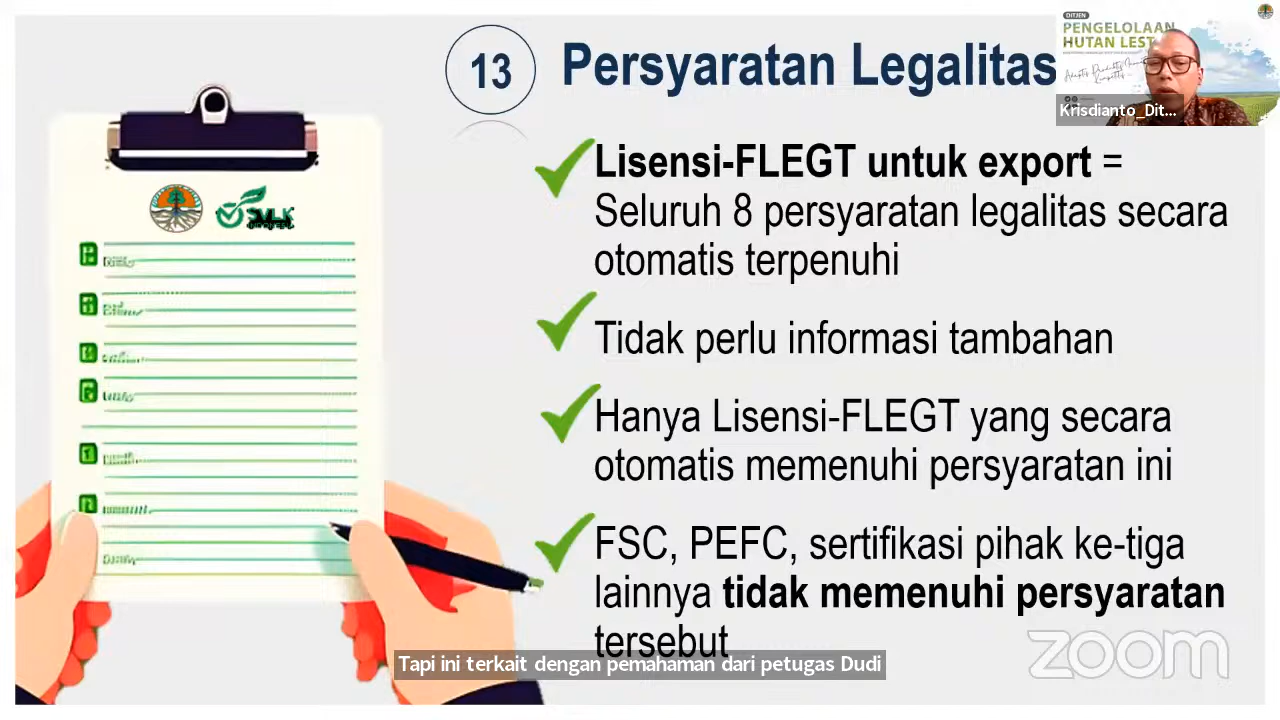 13
Persyaratan Legalitas
DITJEN
PENGELOLAAN
HUTAN LEST
Krisdianto_Dit...
Lisensi-FLEGT untuk export =
Seluruh 8 persyaratan legalitas secara
otomatis terpenuhi
Tidak perlu informasi tambahan
Hanya Lisensi-FLEGT yang secara
otomatis memenuhi persyaratan ini
FSC, PEFC, sertifikasi pihak ke-tiga
lainnya tidak memenuhi persyaratan
tersebut
zoom
Tapi ini terkait dengan pemahaman dari petugas Dudi